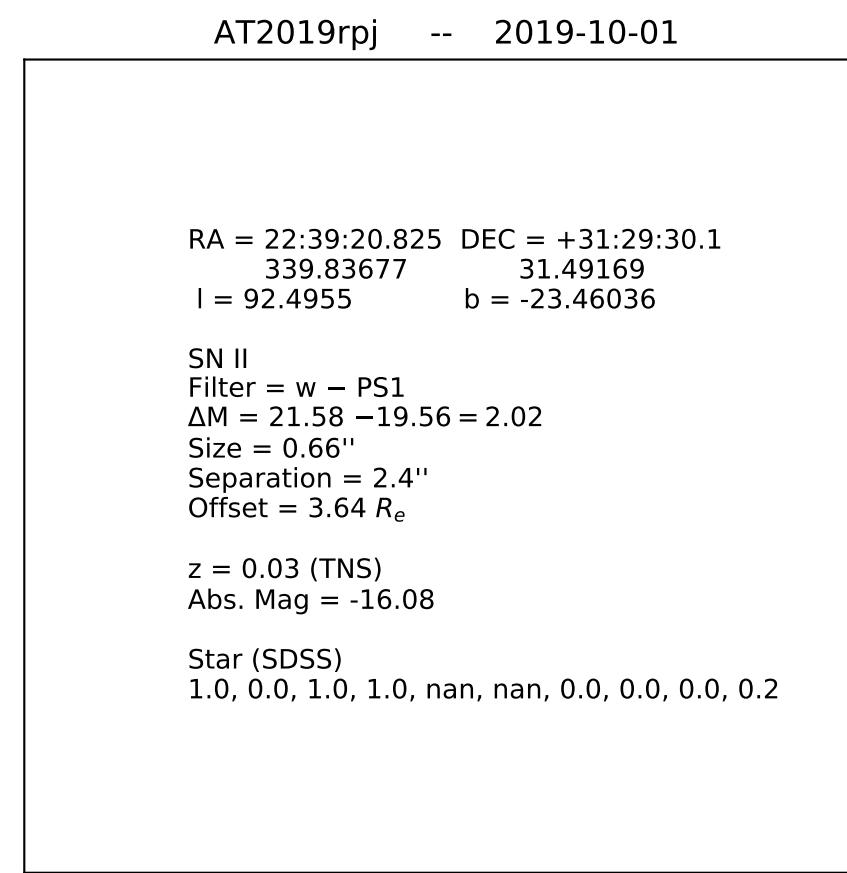 AT2019rpj -- 2019-10-01
RA = 22:39:20.825 DEC = +31:29:30.1
339.83677 31.49169
l = 92.4955 b = -23.46036
SN II
Filter = w − PS1
ΔM = 21.58 −19.56 = 2.02
Size = 0.66''
Separation = 2.4''
Offset = 3.64 Rₑ
z = 0.03 (TNS)
Abs. Mag = -16.08
Star (SDSS)
1.0, 0.0, 1.0, 1.0, nan, nan, 0.0, 0.0, 0.0, 0.2